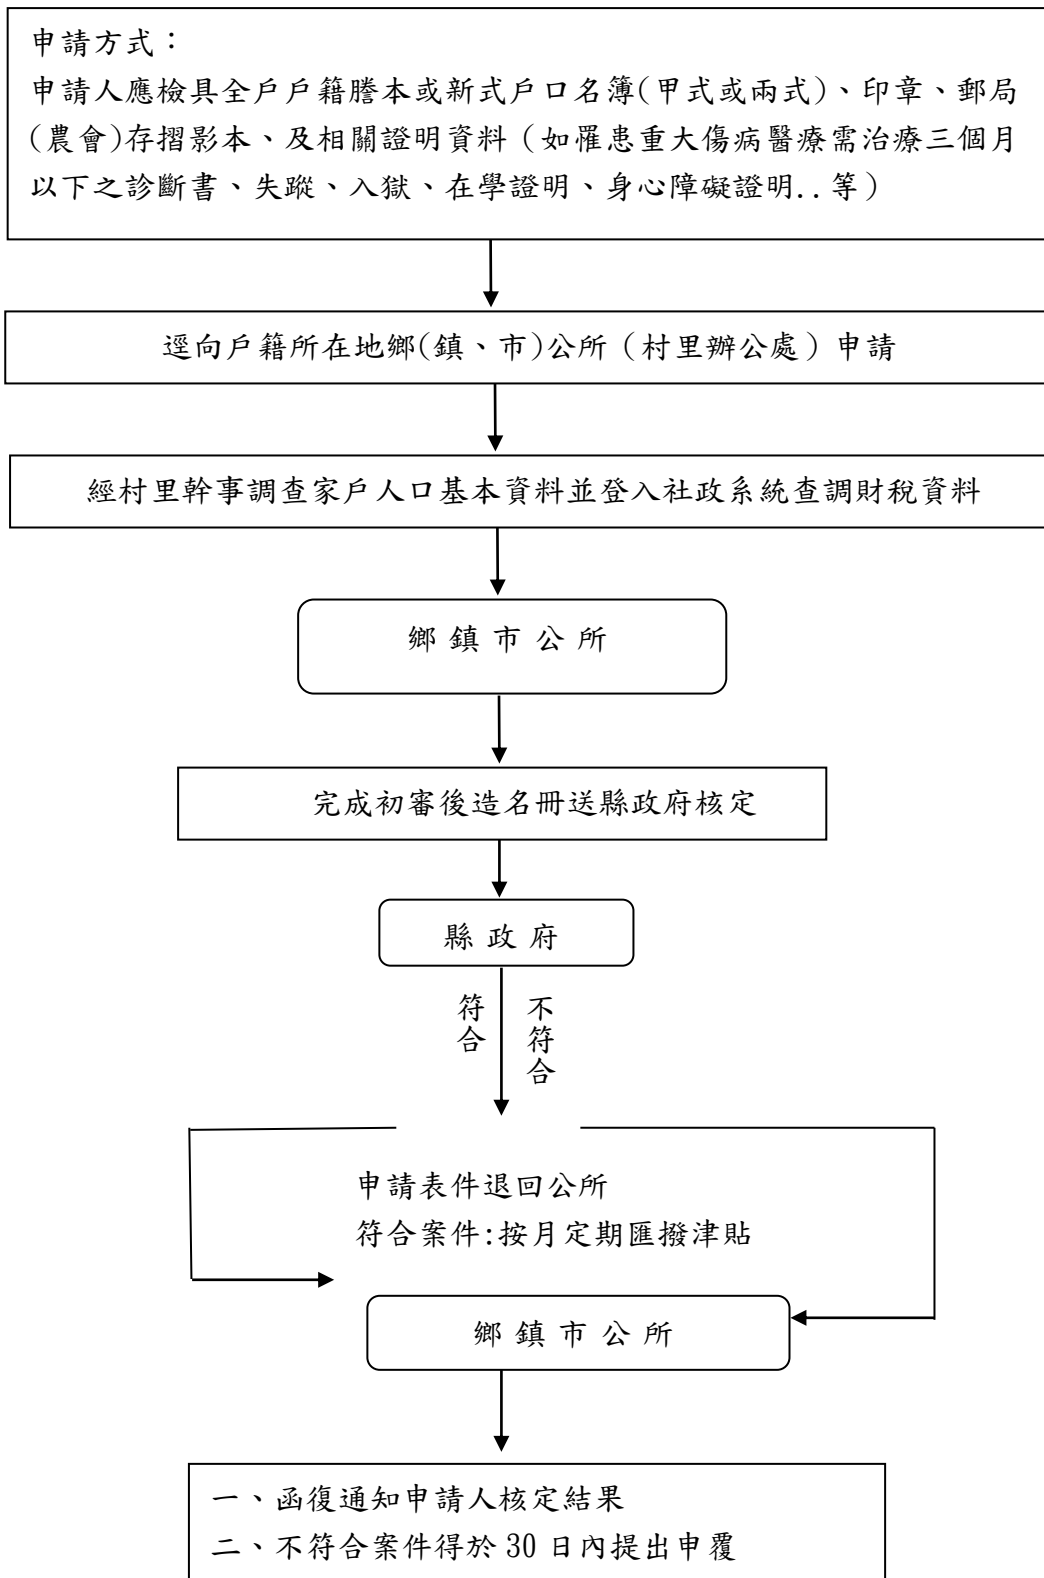 申請方式：
申請人應檢具全戶戶籍謄本或新式戶口名簿(甲式或兩式)、印章、郵局
(農會)存摺影本、及相關證明資料（如罹患重大傷病醫療需治療三個月
以下之診斷書、失蹤、入獄、在學證明、身心障礙證明..等）
逕向戶籍所在地鄉(鎮、市)公所（村里辦公處）申請
經村里幹事調查家戶人口基本資料並登入社政系統查調財稅資料
鄉鎮市公所
完成初審後造名冊送縣政府核定
縣政府
符合
不符合
申請表件退回公所
符合案件:按月定期匯撥津貼
鄉鎮市公所
一、函復通知申請人核定結果
二、不符合案件得於 30 日內提出申覆